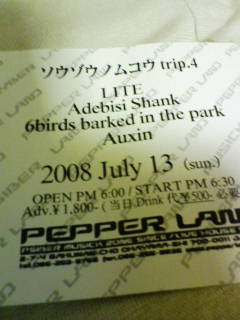 ソウゾウノムコウ trip.4
LITE
Adebisi Shank
6birds barked in the park
Auxin
2008 July 13 (sun.)
OPEN PM 6:00 / START PM 6:30
Adv.¥1,800-(当日,Drink 代 500-
PEPPER LAND